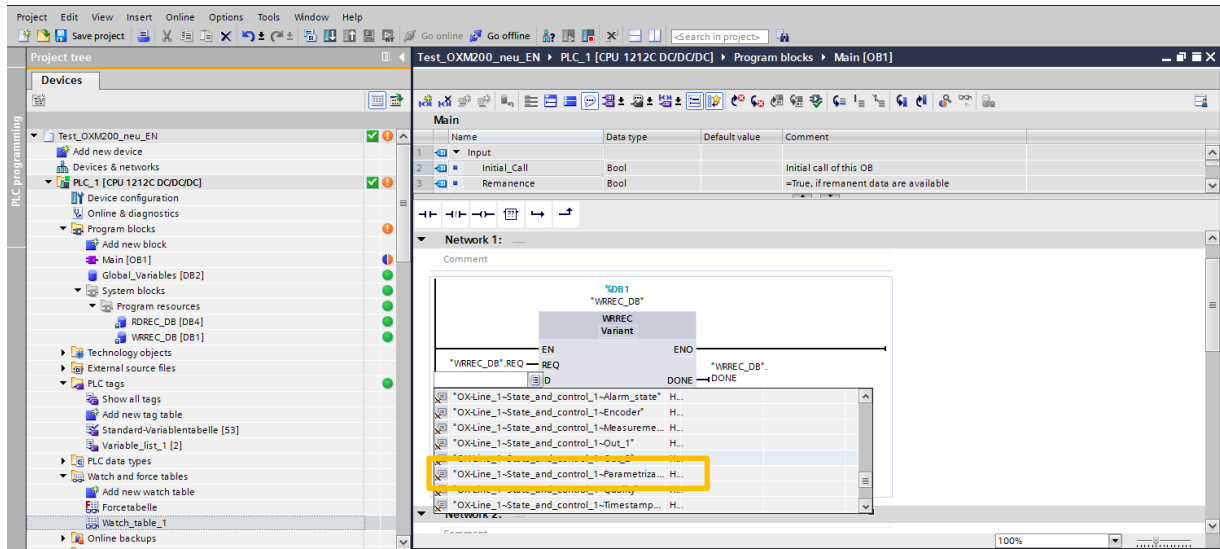 Project Edit View Insert Online Options Tools Window Help
Save project Go online Go offline <Search in project>
Project tree
Test_OXM200_neu_EN PLC_1 [CPU 1212C DC/DC/DC] Program blocks Main [OB1]
Devices
PLC programming
Test_OXM200_neu_EN
Add new device
Devices & networks
PLC_1 [CPU 1212C DC/DC/DC]
Device configuration
Online & diagnostics
Program blocks
Add new block
Main [OB1]
Global_Variables [DB2]
System blocks
Program resources
RDREC_DB [DB4]
WRREC_DB [DB1]
Technology objects
External source files
PLC tags
Show all tags
Add new tag table
Standard-Variablentabelle [53]
Variable_list_1 [2]
PLC data types
Watch and force tables
Add new watch table
Forcetabelle
Watch_table_1
Online backups
Main
Name Data type Default value Comment
1 Input
2 Initial_Call Bool Initial call of this OB
3 Remanence Bool =True, if remanent data are available
Network 1:
Comment
%DB1
"WRREC_DB"
WRREC
Variant
EN ENO
"WRREC_DB".REQ REQ "WRREC_DB".
D DONE DONE
"OX-Line_1~State_and_control_1~Alarm_state" H...
"OX-Line_1~State_and_control_1~Encoder" H...
"OX-Line_1~State_and_control_1~Measureme... H...
"OX-Line_1~State_and_control_1~Out_1" H...
"OX-Line_1~State_and_control_1~Parametriza... H...
"OX-Line_1~State_and_control_1~Quality"
"OX-Line_1~State_and_control_1~Timestamp... H...
Network 2:
100%